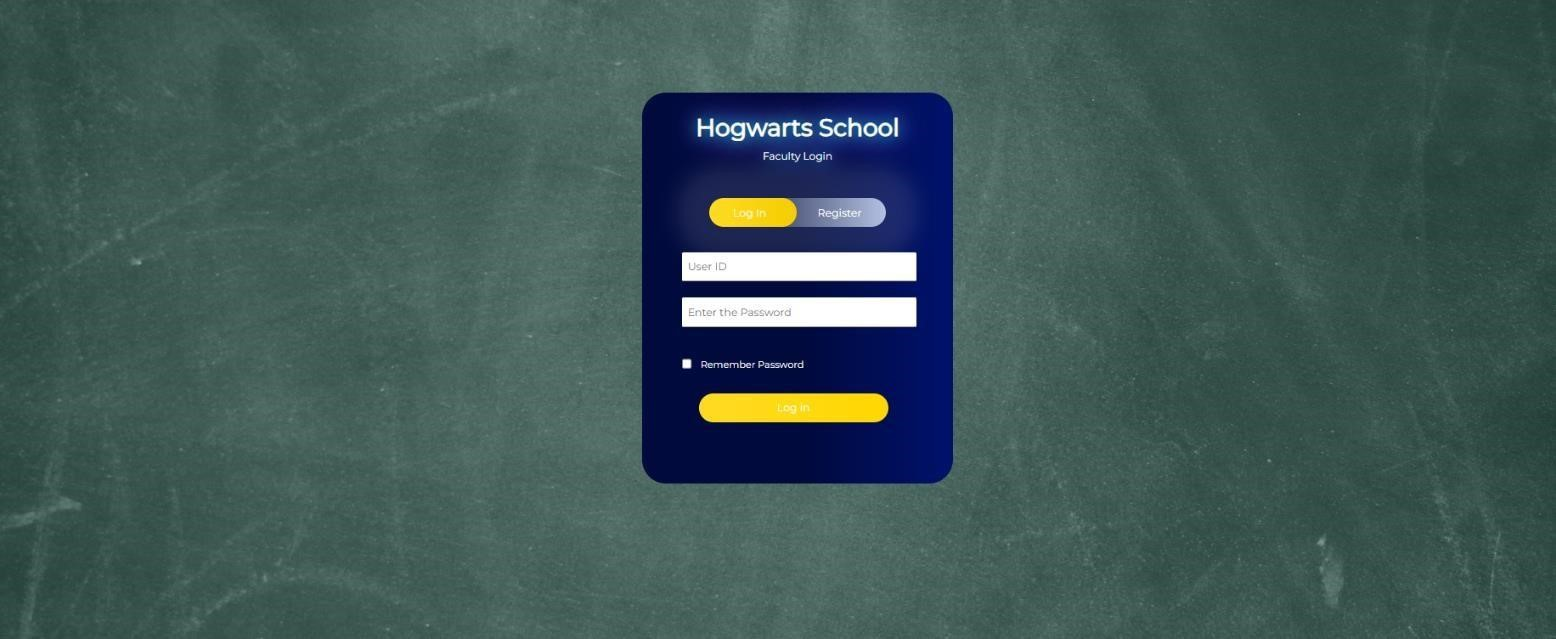 Hogwarts School
Faculty Login
Log In Register
User ID
Enter the Password
Remember Password
Log in